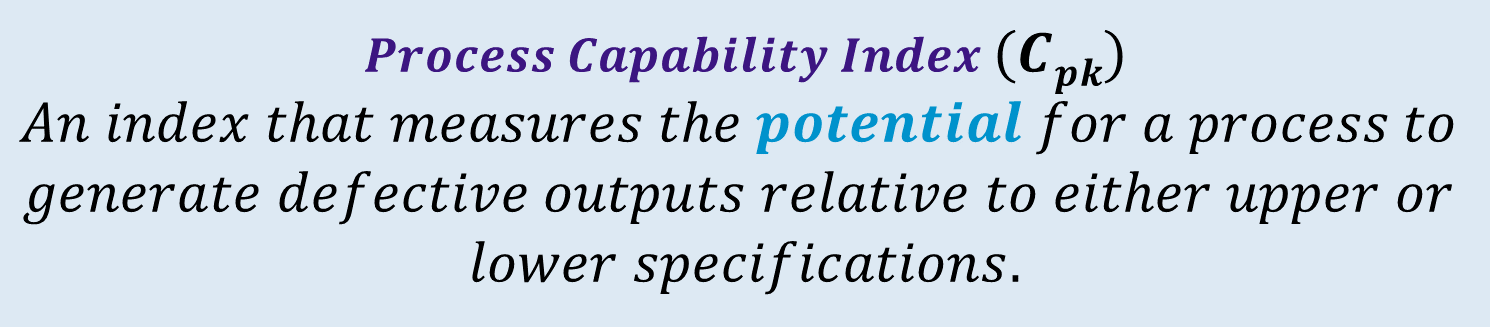 Process Capability Index (Cpk)
An index that measures the potential for a process to
generate defective outputs relative to either upper or
lower specifications.